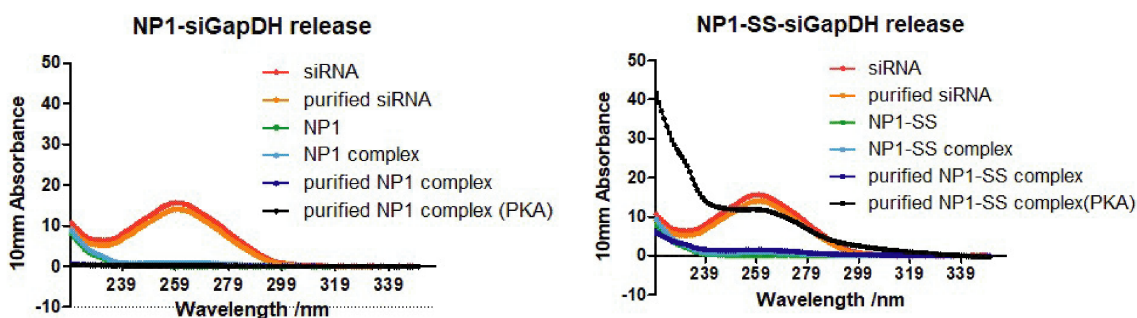 NP1-siGapDH release
50
40
30
20
10
0
-10
10mm Absorbance
239 259 279 299 319 339
Wavelength /nm
siRNA
purified siRNA
NP1
NP1 complex
purified NP1 complex
purified NP1 complex (PKA)
NP1-SS-siGapDH release
50
40
30
20
10
0
-10
10mm Absorbance
239 259 279 299 319 339
Wavelength /nm
siRNA
purified siRNA
NP1-SS
NP1-SS complex
purified NP1-SS complex
purified NP1-SS complex(PKA)